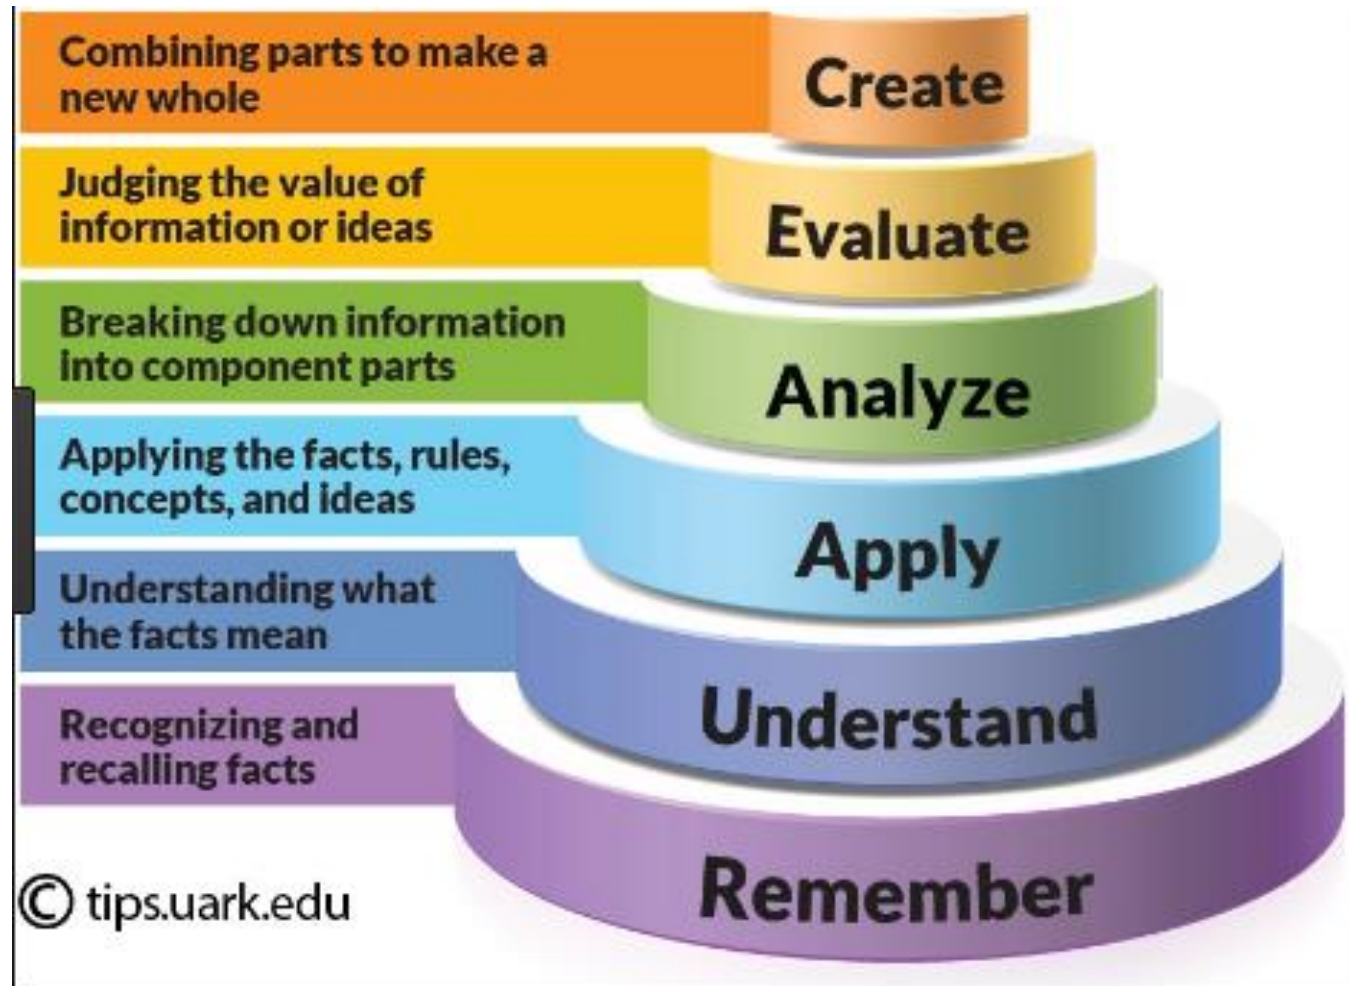 Combining parts to make a
new whole
Create
Judging the value of
information or ideas
Evaluate
Breaking down information
into component parts
Analyze
Applying the facts, rules,
concepts, and ideas
Apply
Understanding what
the facts mean
Understand
Recognizing and
recalling facts
Remember
© tips.uark.edu